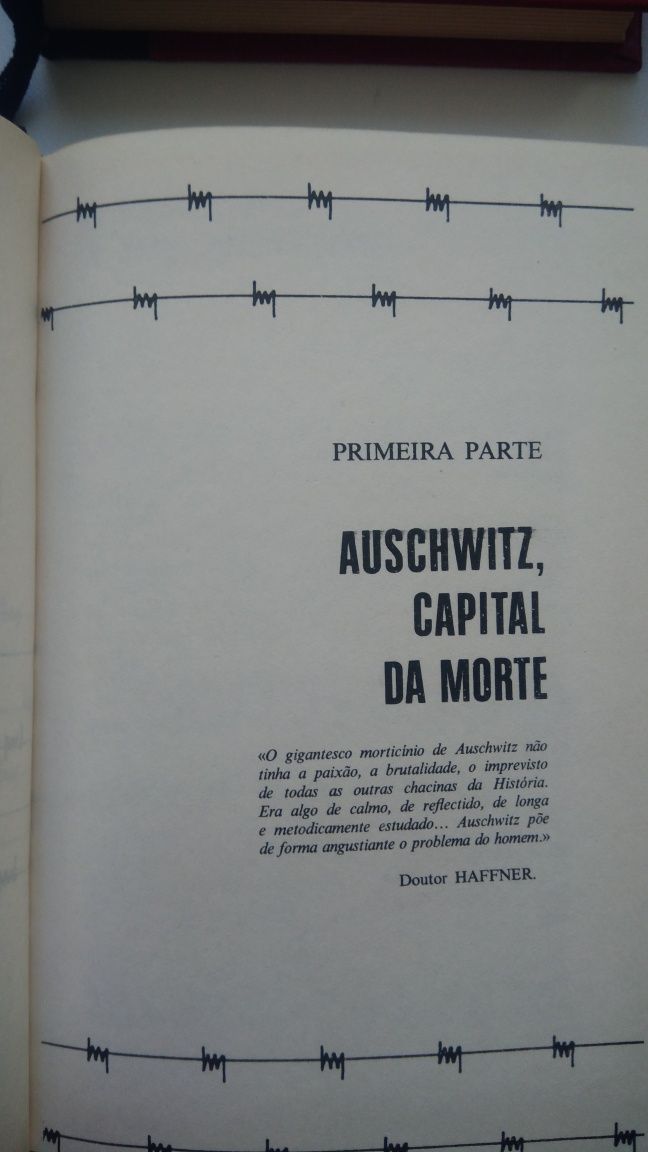 PRIMEIRA PARTE
AUSCHWITZ,
CAPITAL
DA MORTE
«O gigantesco morticínio de Auschwitz não
tinha a paixão, a brutalidade, o imprevisto
de todas as outras chacinas da História.
Era algo de calmo, de reflectido, de longa
e metodicamente estudado... Auschwitz põe
de forma angustiante o problema do homem.»
Doutor HAFFNER.